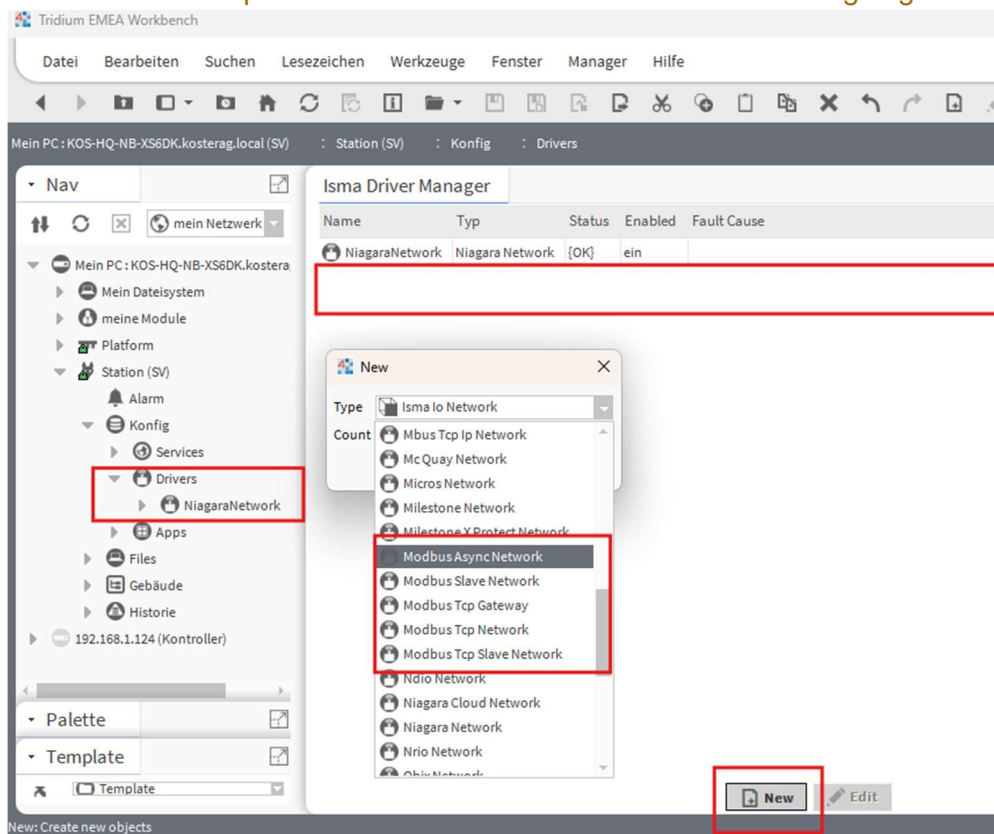 Tridium EMEA Workbench
Datei Bearbeiten Suchen Lesezeichen Werkzeuge Fenster Manager Hilfe
Mein PC : KOS-HQ-NB-XS6DK.kosterag.local (SV) : Station (SV) : Konfig : Drivers
Nav
mein Netzwerk
Mein PC : KOS-HQ-NB-XS6DK.kostera
Mein Dateisystem
meine Module
Platform
Station (SV)
Alarm
Konfig
Services
Drivers
NiagaraNetwork
Apps
Files
Gebäude
Historie
192.168.1.124 (Kontroller)
Palette
Template
Template
Isma Driver Manager
Name Typ Status Enabled Fault Cause
NiagaraNetwork Niagara Network {OK} ein
New
Type Isma Io Network
Count
Mbus Tcp Ip Network
Mc Quay Network
Micros Network
Milestone Network
Milestone X Protect Network
Modbus Async Network
Modbus Slave Network
Modbus Tcp Gateway
Modbus Tcp Network
Modbus Tcp Slave Network
Ndio Network
Niagara Cloud Network
Niagara Network
Nrio Network
Obix Network
New Edit
New: Create new objects